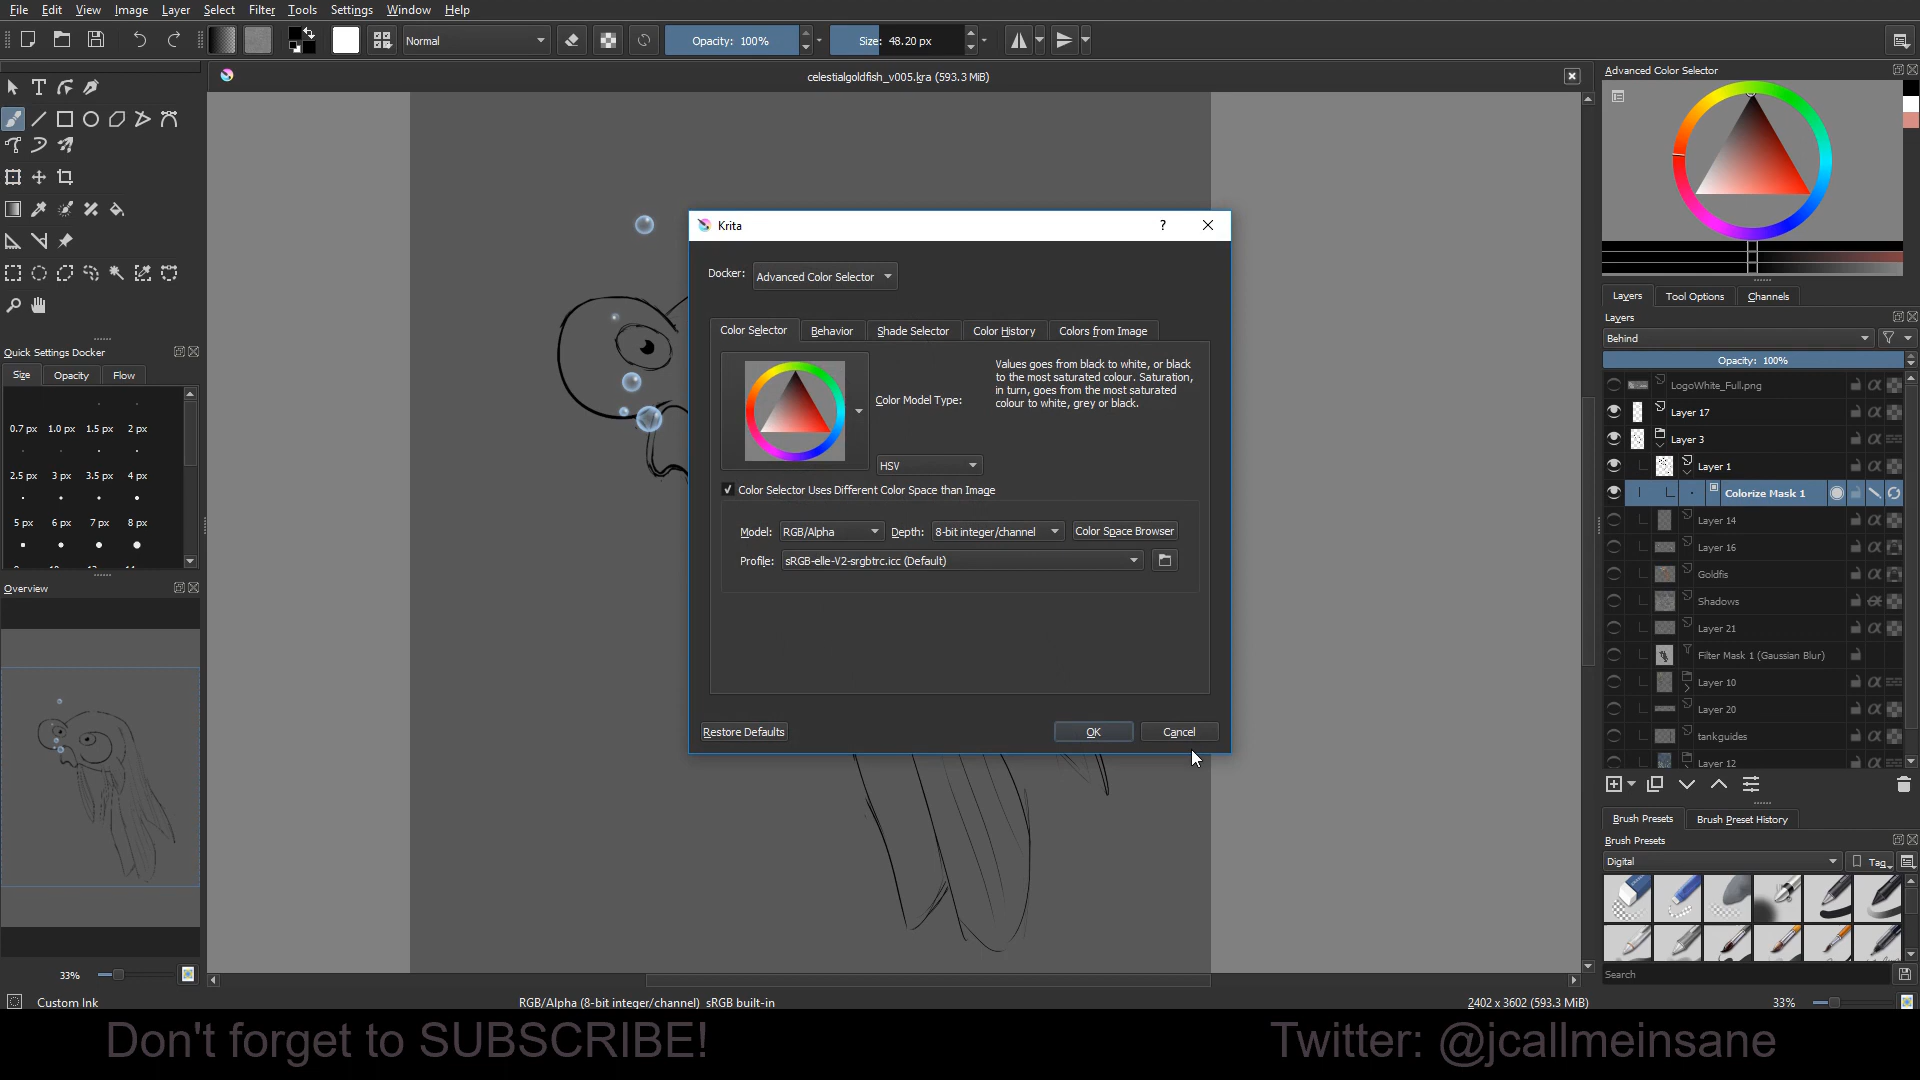 File Edit View Image Layer Select Filter Tools Settings Window Help
Normal
Opacity: 100%
Size: 48.20 px
celestialgoldfish_v005.kra (593.3 MiB)
Advanced Color Selector
Quick Settings Docker
Size Opacity Flow
0.7 px 1.0 px 1.5 px 2 px
2.5 px 3 px 3.5 px 4 px
5 px 6 px 7 px 8 px
Overview
33%
Krita
?
Docker: Advanced Color Selector
Color Selector Behavior Shade Selector Color History Colors from Image
Values goes from black to white, or black
to the most saturated colour. Saturation,
in turn, goes from the most saturated
colour to white, grey or black.
Color Model Type:
HSV
Color Selector Uses Different Color Space than Image
Model: RGB/Alpha Depth: 8-bit integer/channel Color Space Browser
Profile: sRGB-elle-V2-srgbtrc.icc (Default)
Restore Defaults OK Cancel
Layers Tool Options Channels
Layers
Behind
Opacity: 100%
LogoWhite_Full.png
Layer 17
Layer 3
Layer 1
Colorize Mask 1
Layer 14
Layer 16
Goldfis
Shadows
Layer 21
Filter Mask 1 (Gaussian Blur)
Layer 10
Layer 20
tankguides
Layer 12
Brush Presets Brush Preset History
Brush Presets
Digital Tag
Search
Custom Ink
RGB/Alpha (8-bit integer/channel) sRGB built-in
2402 x 3602 (593.3 MiB)
33%
Don't forget to SUBSCRIBE!
Twitter: @jcallmeinsane